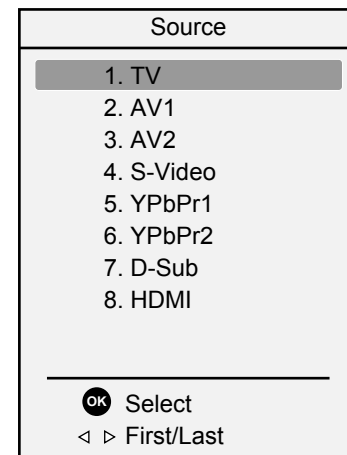 Source
1. TV
2. AV1
3. AV2
4. S-Video
5. YPbPr1
6. YPbPr2
7. D-Sub
8. HDMI
OK Select
◁ ▷ First/Last